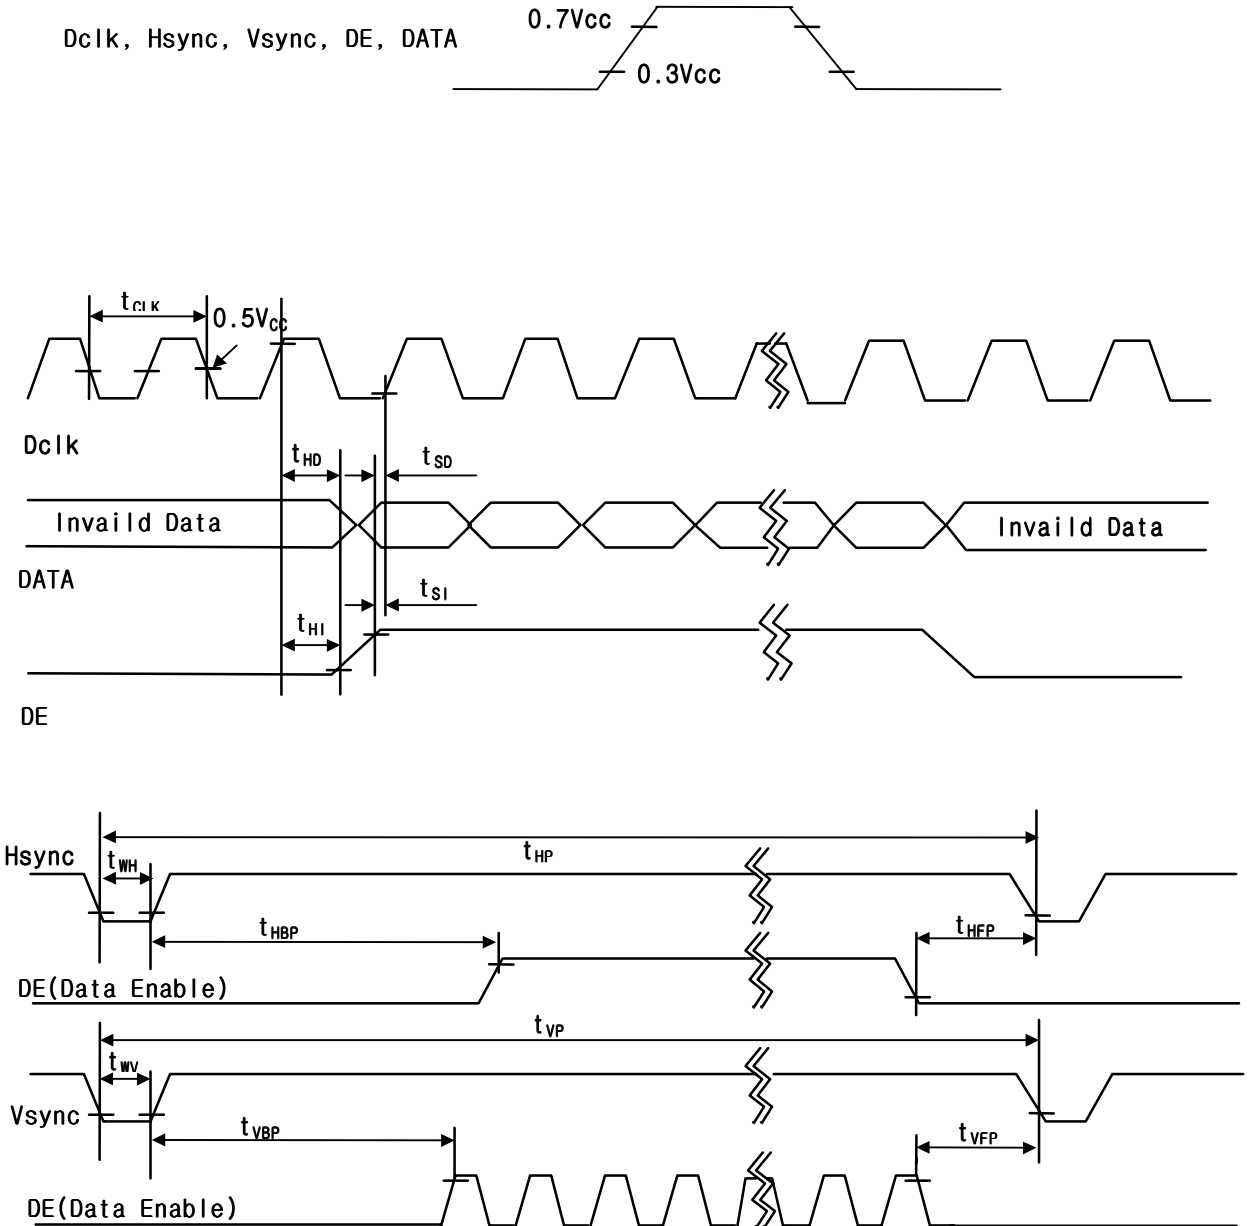 0.7Vcc
Dclk, Hsync, Vsync, DE, DATA
0.3Vcc
tCLK
0.5Vcc
Dclk
tHD
tSD
Invaild Data
Invaild Data
DATA
tSI
tHI
DE
Hsync
tWH
tHP
tHBP
tHFP
DE(Data Enable)
tVP
tWV
Vsync
tVBP
tVFP
DE(Data Enable)